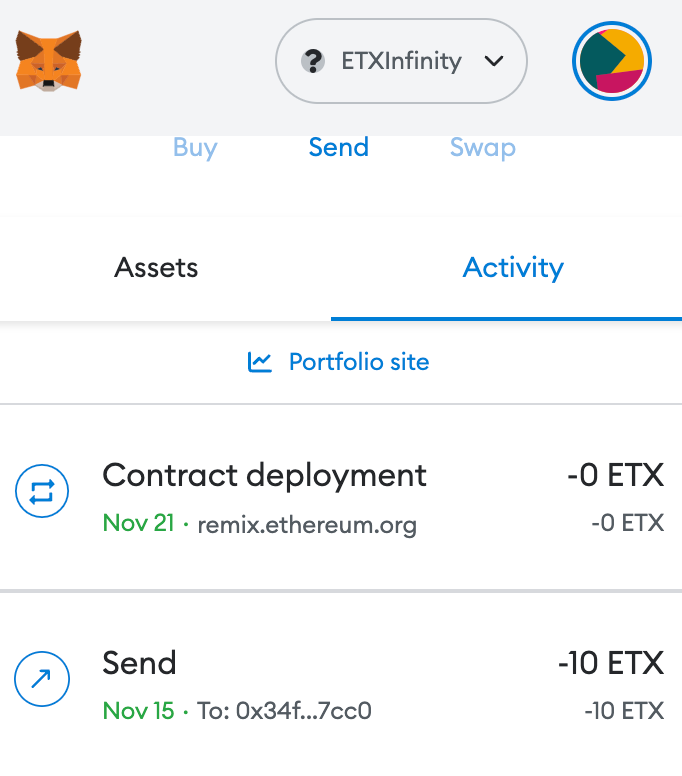 ETXInfinity
Buy Send Swap
Assets Activity
Portfolio site
Contract deployment -0 ETX
Nov 21 · remix.ethereum.org -0 ETX
Send -10 ETX
Nov 15 · To: 0x34f...7cc0 -10 ETX